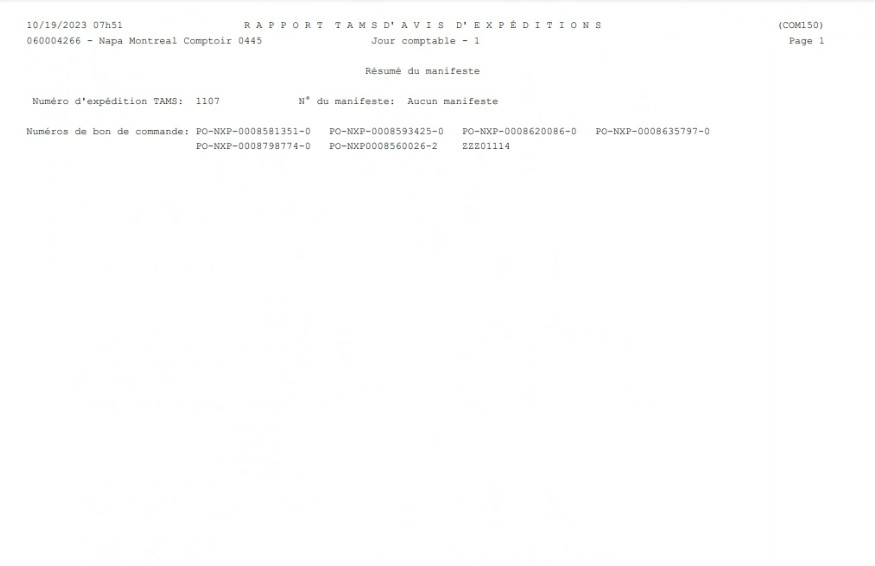 10/19/2023 07h51 R A P P O R T T A M S D' A V I S D' E X P É D I T I O N S (COM150)
060004266 - Napa Montreal Comptoir 0445 Jour comptable - 1 Page 1
Résumé du manifeste
Numéro d'expédition TAMS: 1107 N° du manifeste: Aucun manifeste
Numéros de bon de commande: PO-NXP-0008581351-0 PO-NXP-0008593425-0 PO-NXP-0008620086-0 PO-NXP-0008635797-0
PO-NXP-0008798774-0 PO-NXP0008560026-2 ZZZ01114